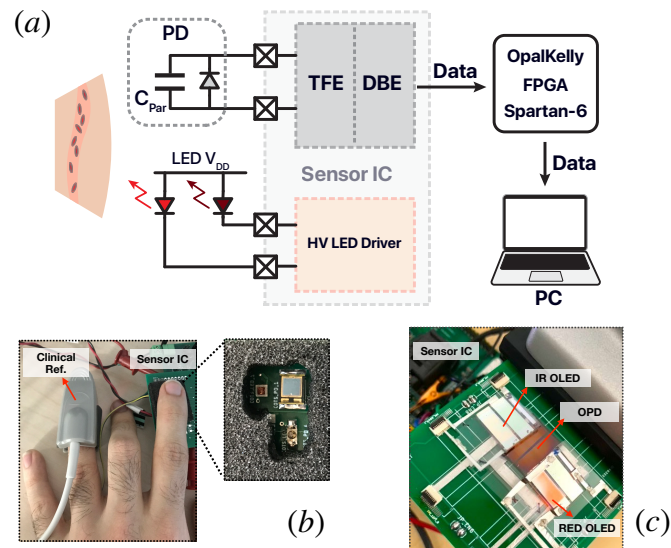 (a)
PD
C_Par
TFE
DBE
Data
OpalKelly
FPGA
Spartan-6
Data
LED V_DD
Sensor IC
HV LED Driver
PC
Clinical
Ref.
Sensor IC
(b)
Sensor IC
IR OLED
OPD
RED OLED
(c)